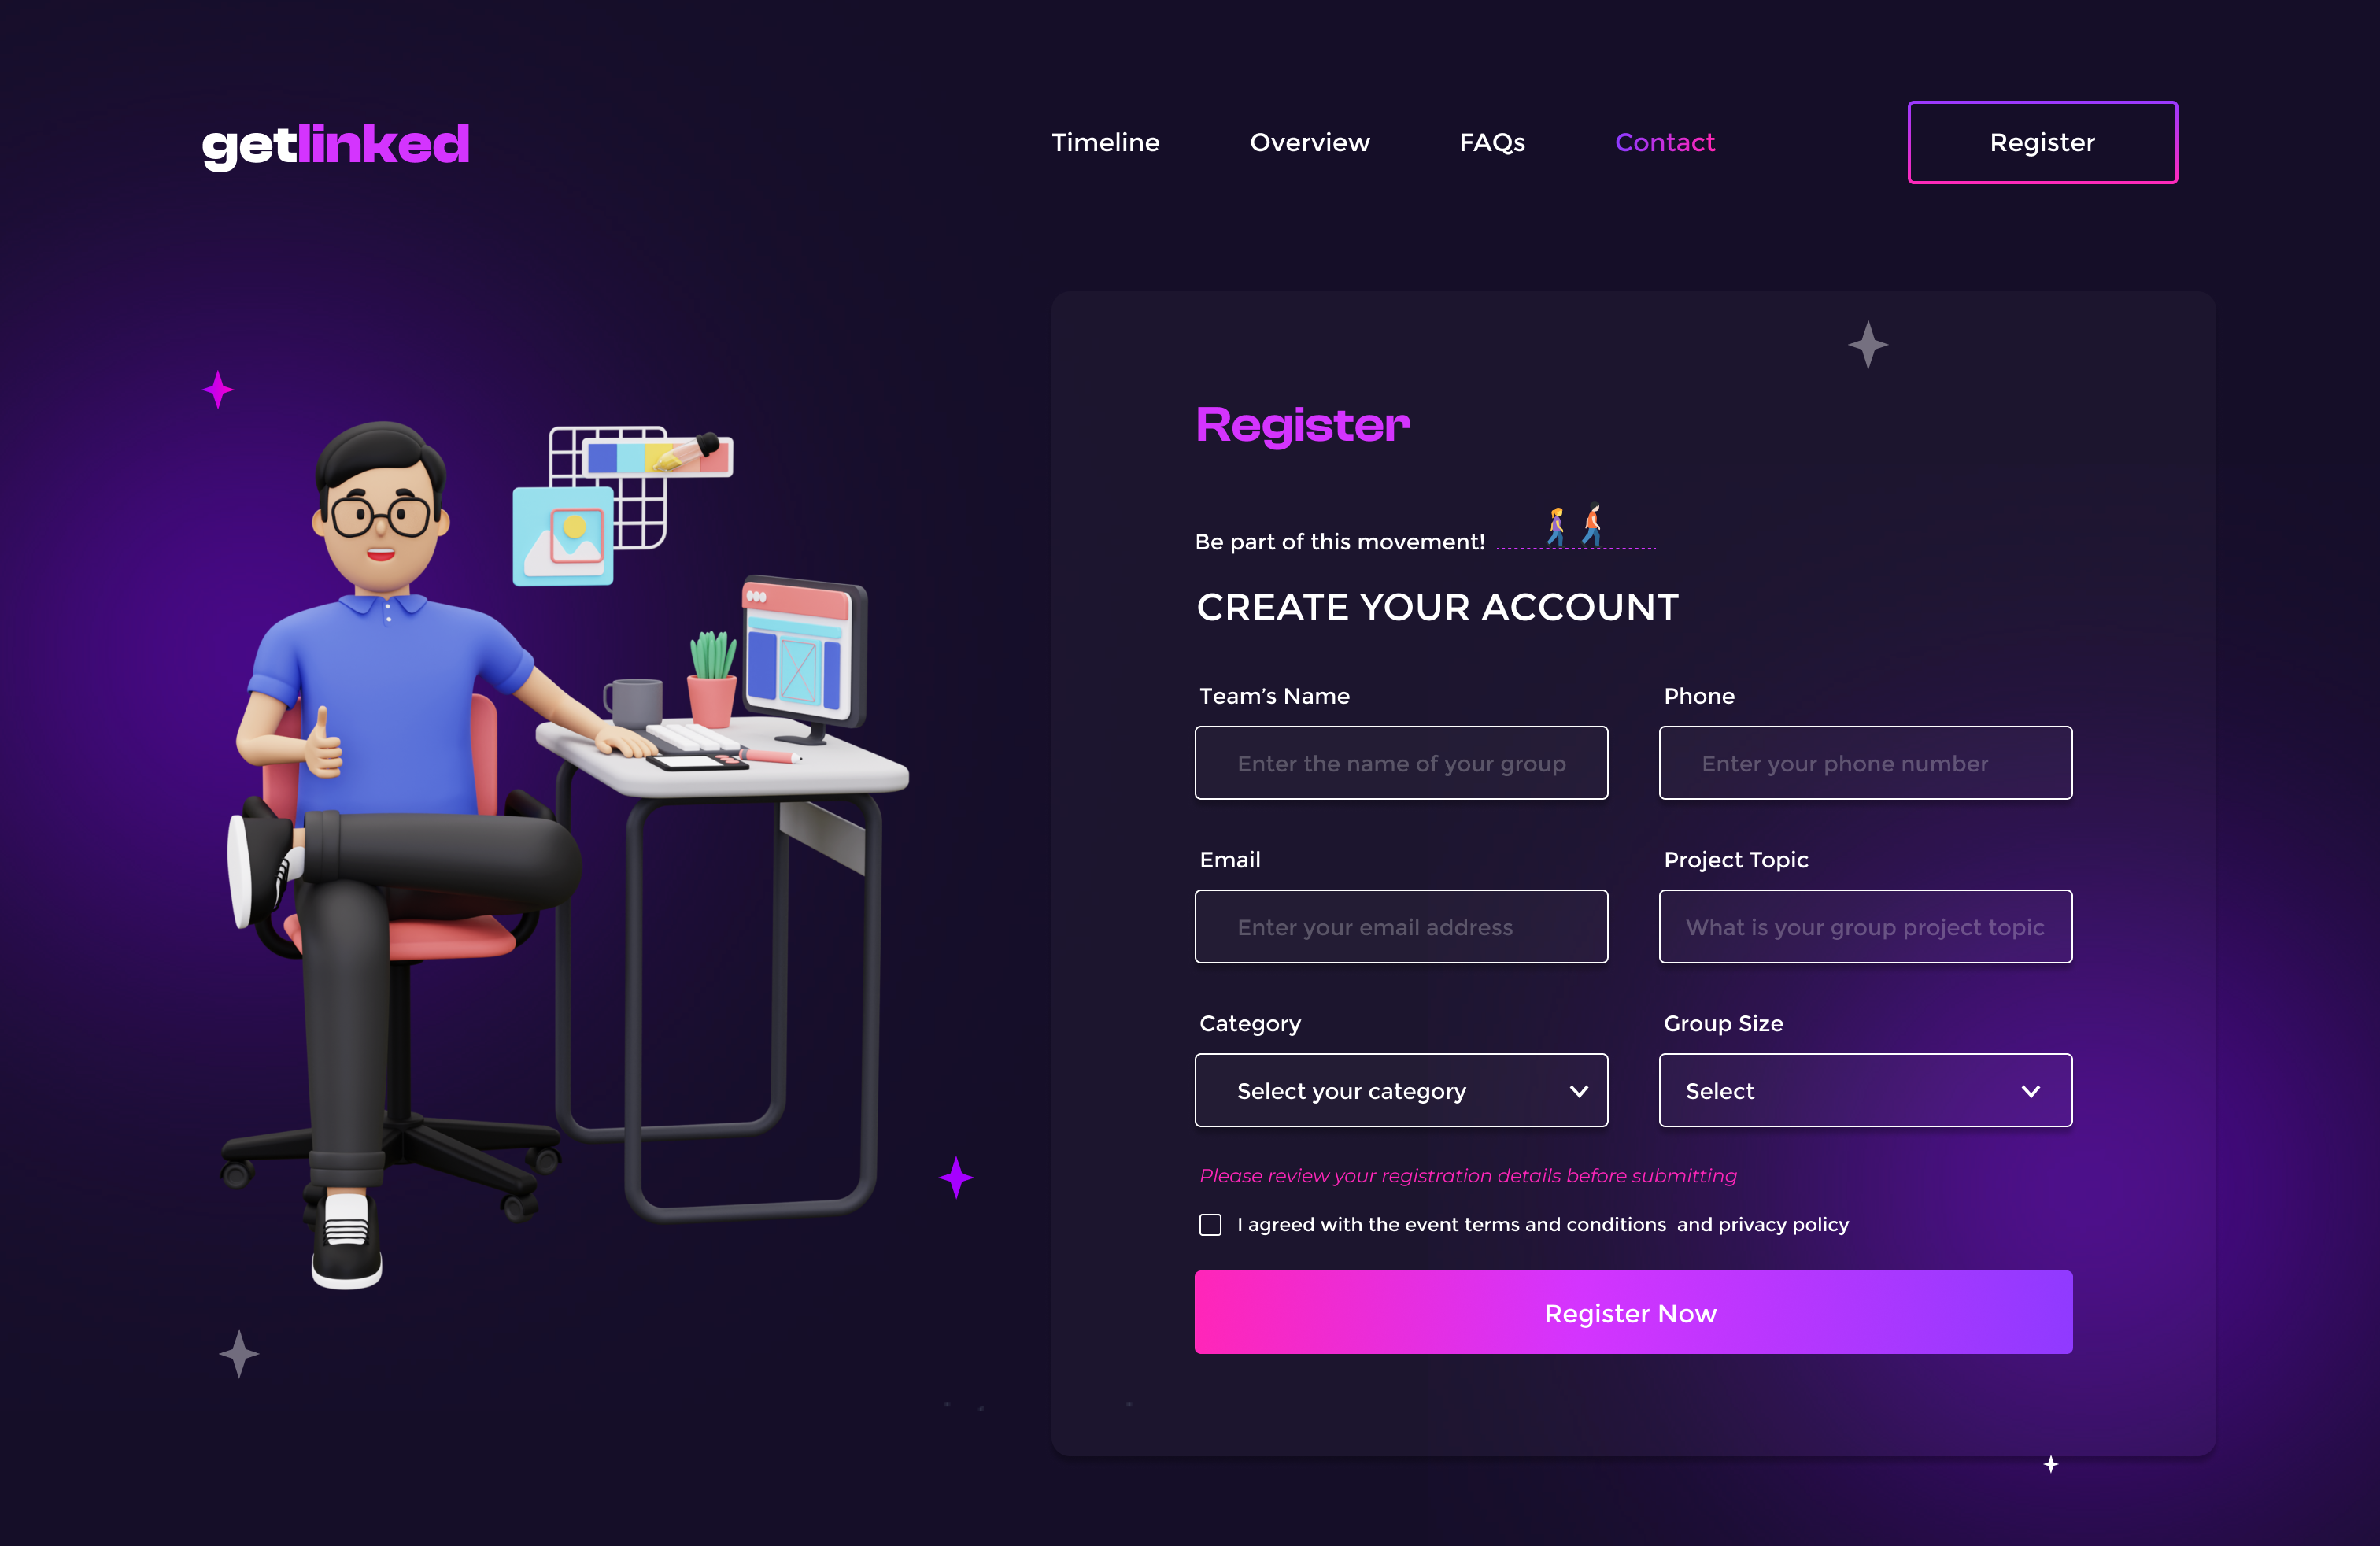 getlinked
Timeline
Overview
FAQs
Contact
Register
Register
Be part of this movement!
CREATE YOUR ACCOUNT
Team’s Name
Phone
Enter the name of your group
Enter your phone number
Email
Project Topic
Enter your email address
What is your group project topic
Category
Group Size
Select your category
Select
Please review your registration details before submitting
I agreed with the event terms and conditions  and privacy policy
Register Now